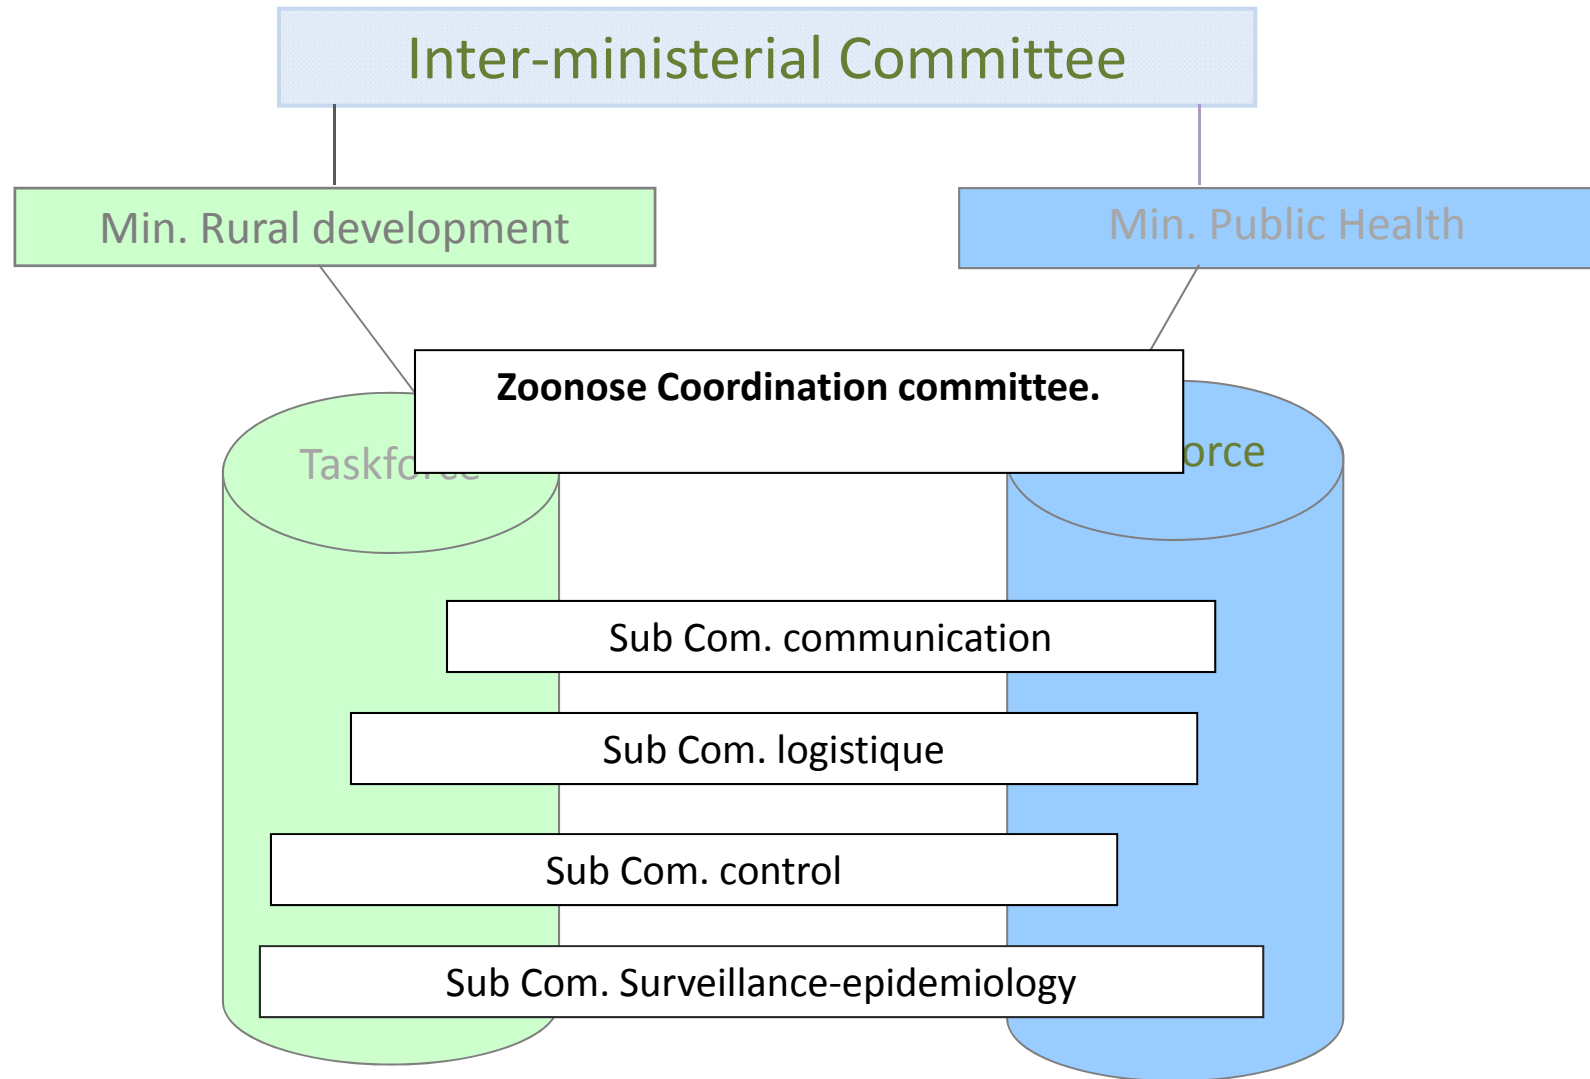 Inter-ministerial Committee
Min. Rural development
Min. Public Health
Zoonose Coordination committee.
Taskforce
orce
Sub Com. communication
Sub Com. logistique
Sub Com. control
Sub Com. Surveillance-epidemiology